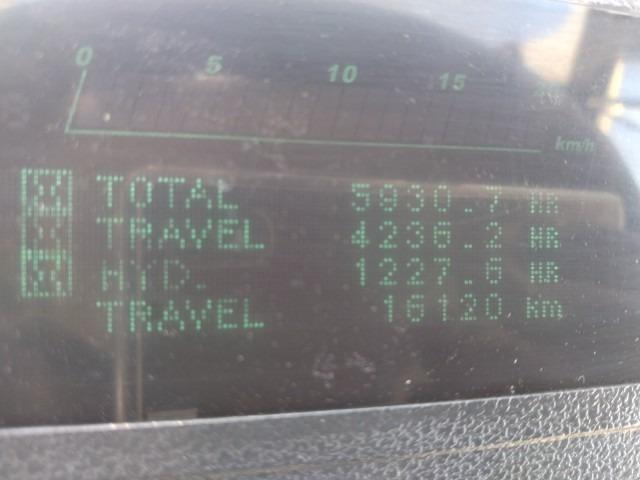 0 5 10 15 20
km/h
TOTAL 5930.7 HR
TRAVEL 4236.2 HR
HYD. 1227.6 HR
TRAVEL 16120 km